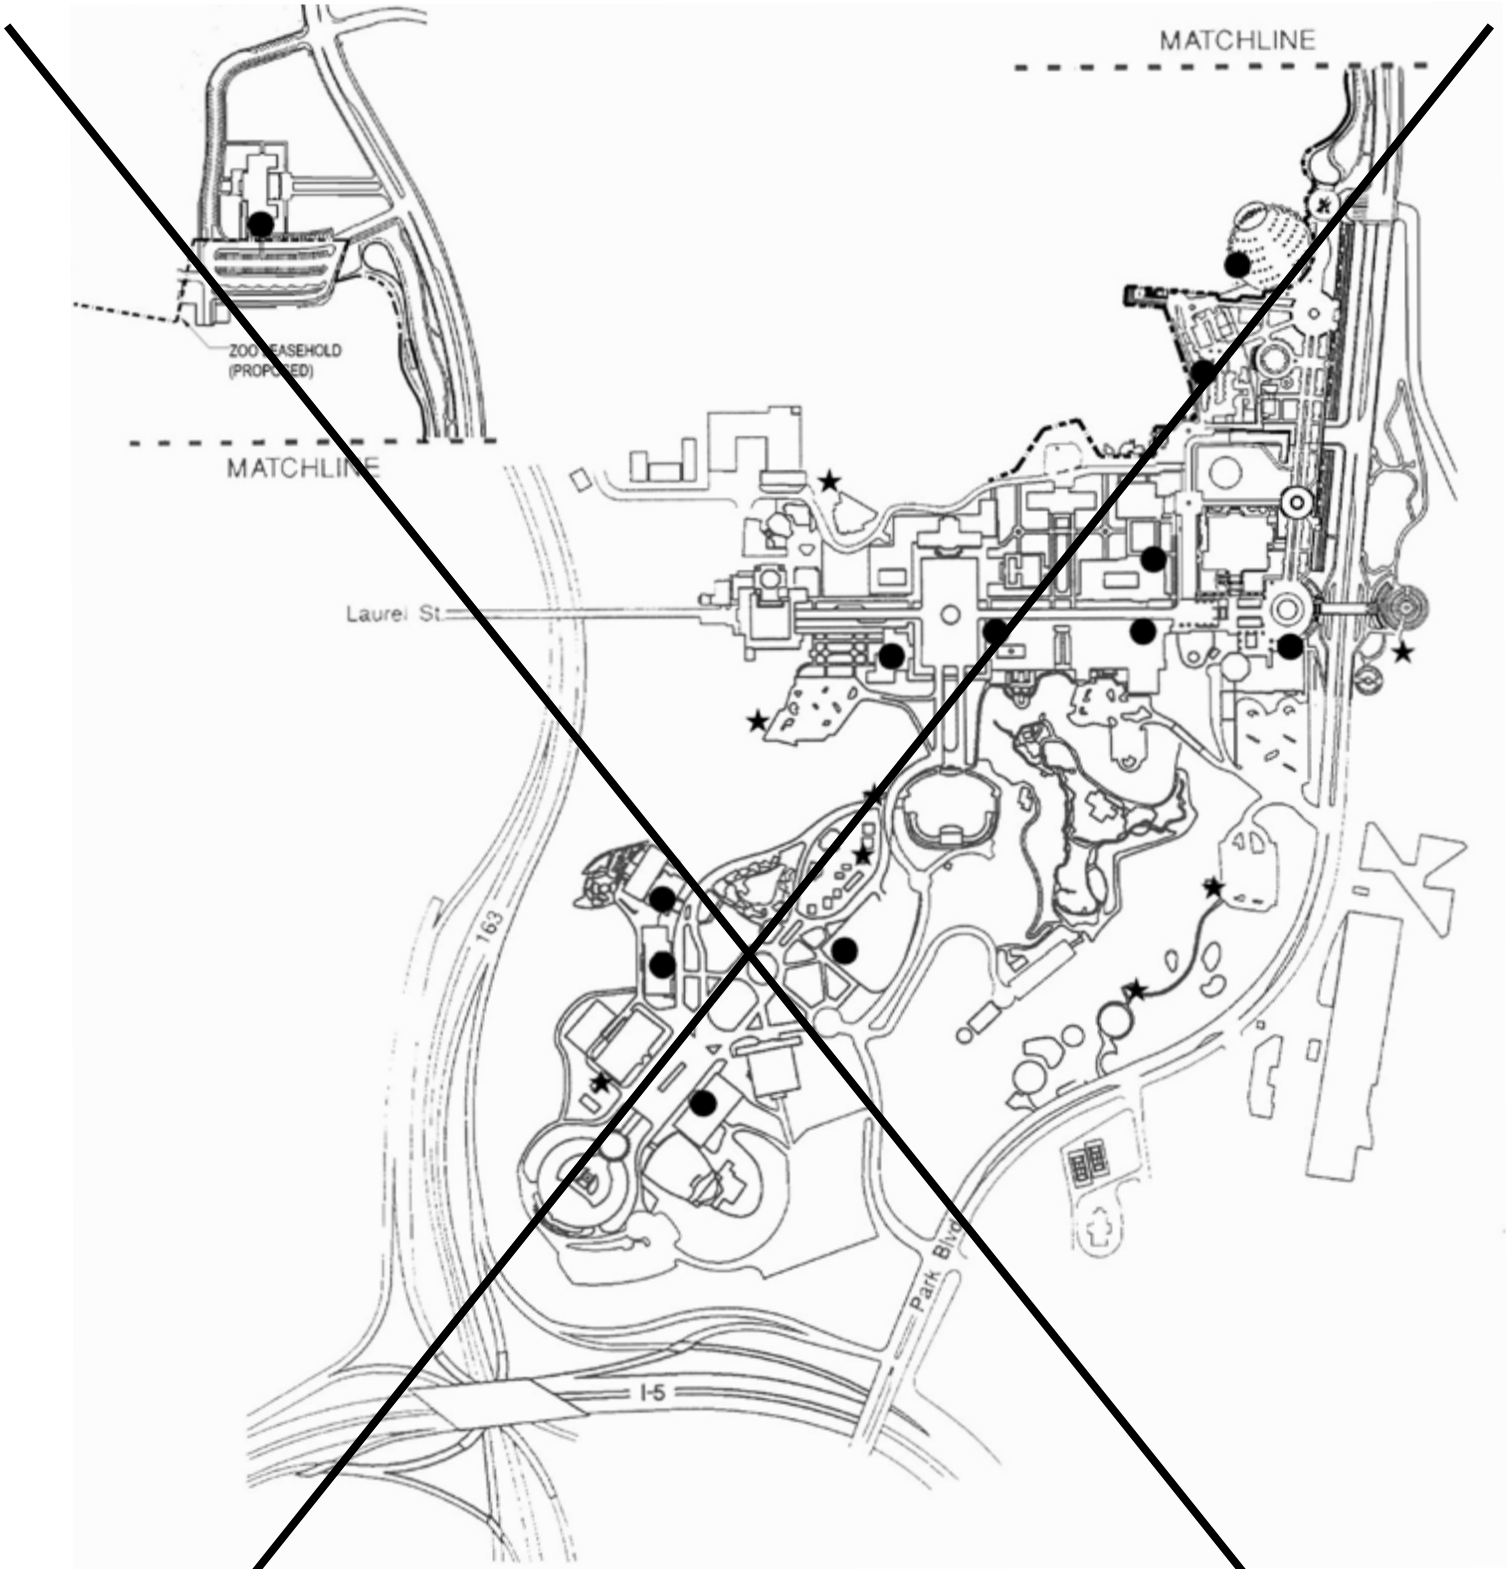 MATCHLINE
ZOO LEASEHOLD
(PROPOSED)
MATCHLINE
Laurel St.
163
Park Blvd
I-5